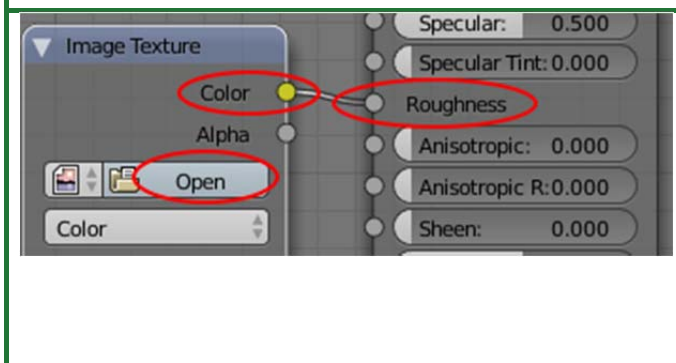 Image Texture
Color
Alpha
Open
Color
Specular: 0.500
Specular Tint: 0.000
Roughness
Anisotropic: 0.000
Anisotropic R: 0.000
Sheen: 0.000